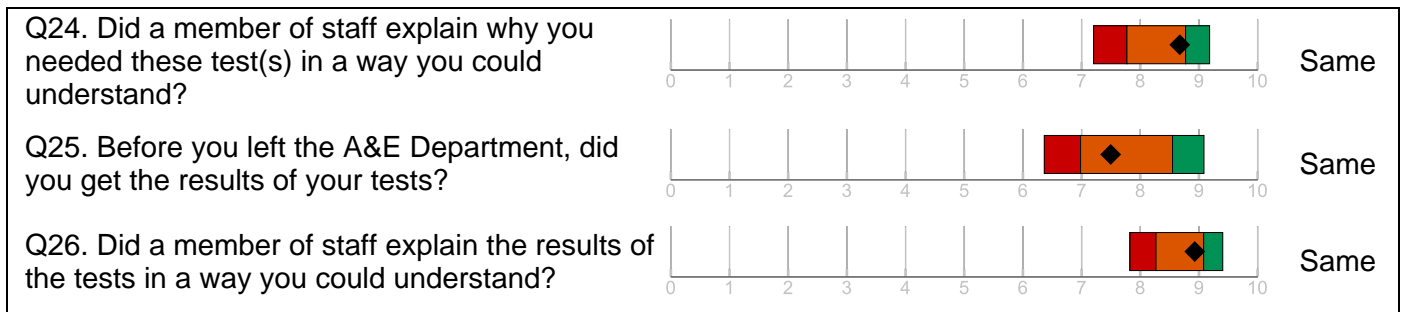 Q24. Did a member of staff explain why you
needed these test(s) in a way you could
understand?
0 1 2 3 4 5 6 7 8 9 10
Same
Q25. Before you left the A&E Department, did
you get the results of your tests?
0 1 2 3 4 5 6 7 8 9 10
Same
Q26. Did a member of staff explain the results of
the tests in a way you could understand?
0 1 2 3 4 5 6 7 8 9 10
Same